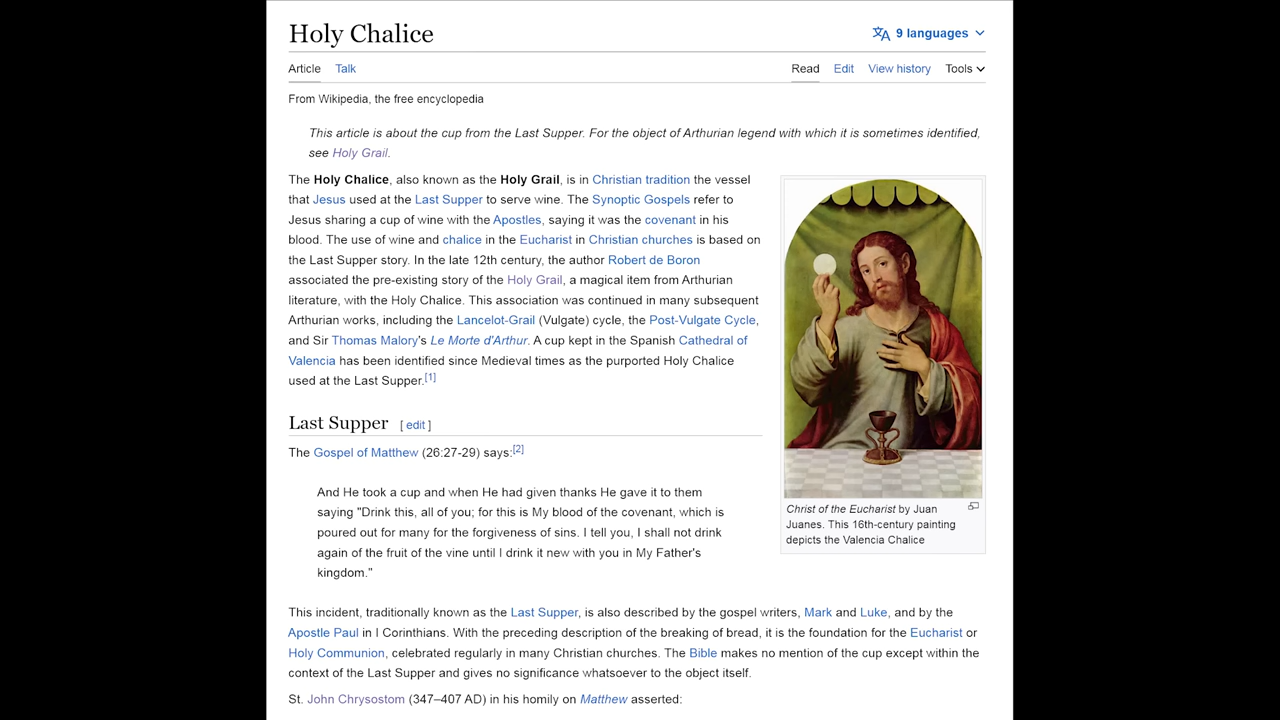 Holy Chalice
9 languages
Article Talk Read Edit View history Tools
From Wikipedia, the free encyclopedia
This article is about the cup from the Last Supper. For the object of Arthurian legend with which it is sometimes identified,
see Holy Grail.
The Holy Chalice, also known as the Holy Grail, is in Christian tradition the vessel
that Jesus used at the Last Supper to serve wine. The Synoptic Gospels refer to
Jesus sharing a cup of wine with the Apostles, saying it was the covenant in his
blood. The use of wine and chalice in the Eucharist in Christian churches is based on
the Last Supper story. In the late 12th century, the author Robert de Boron
associated the pre-existing story of the Holy Grail, a magical item from Arthurian
literature, with the Holy Chalice. This association was continued in many subsequent
Arthurian works, including the Lancelot-Grail (Vulgate) cycle, the Post-Vulgate Cycle,
and Sir Thomas Malory's Le Morte d'Arthur. A cup kept in the Spanish Cathedral of
Valencia has been identified since Medieval times as the purported Holy Chalice
used at the Last Supper.[1]
Christ of the Eucharist by Juan
Juanes. This 16th-century painting
depicts the Valencia Chalice
Last Supper [ edit ]
The Gospel of Matthew (26:27-29) says:[2]
And He took a cup and when He had given thanks He gave it to them
saying "Drink this, all of you; for this is My blood of the covenant, which is
poured out for many for the forgiveness of sins. I tell you, I shall not drink
again of the fruit of the vine until I drink it new with you in My Father's
kingdom."
This incident, traditionally known as the Last Supper, is also described by the gospel writers, Mark and Luke, and by the
Apostle Paul in I Corinthians. With the preceding description of the breaking of bread, it is the foundation for the Eucharist or
Holy Communion, celebrated regularly in many Christian churches. The Bible makes no mention of the cup except within the
context of the Last Supper and gives no significance whatsoever to the object itself.
St. John Chrysostom (347–407 AD) in his homily on Matthew asserted: